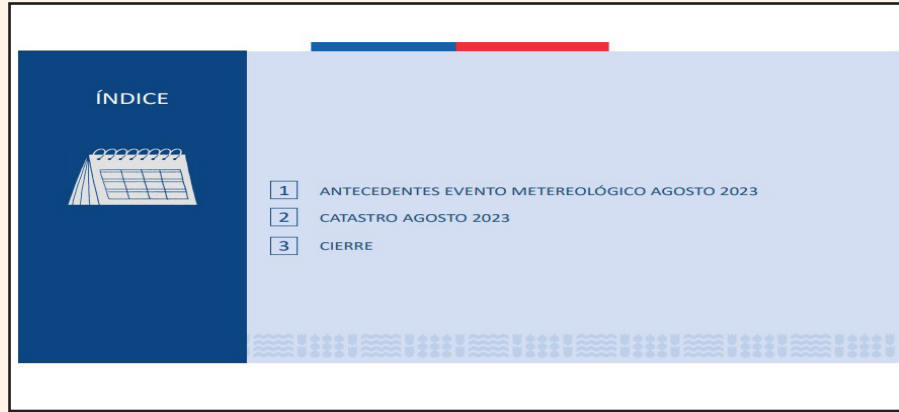 ÍNDICE
1 ANTECEDENTES EVENTO METEREOLÓGICO AGOSTO 2023
2 CATASTRO AGOSTO 2023
3 CIERRE